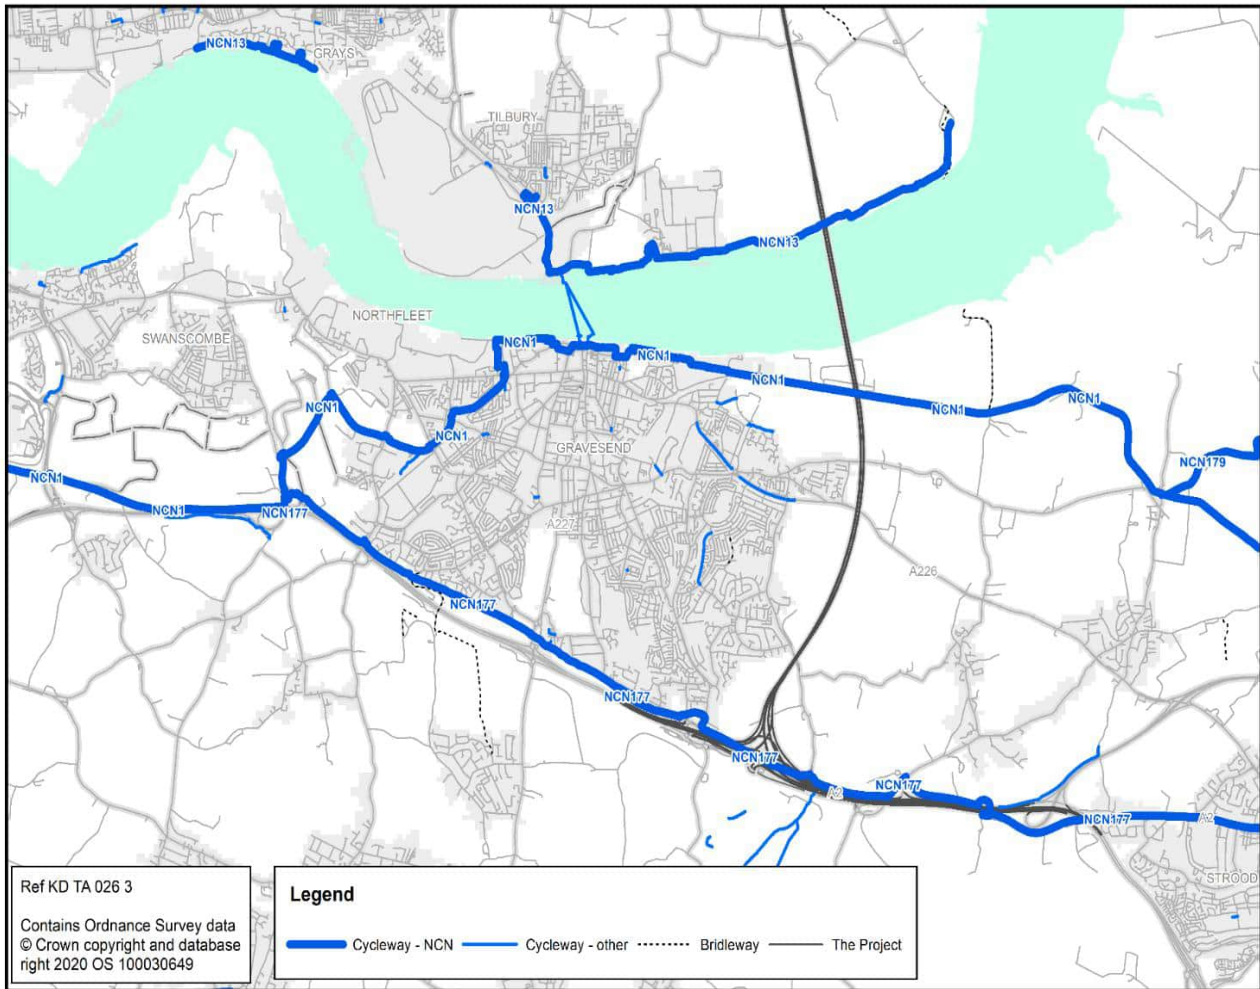 NCN13
GRAYS
TILBURY
NCN13
NCN13
NORTHFLEET
SWANSCOMBE
NCN1
NCN1
NCN1
NCN1
NCN1
NCN1
NCN1
GRAVESEND
NCN179
NCN1
NCN1
NCN177
A227
A226
NCN177
NCN177
NCN177
NCN177
A2
NCN177
A2
STROOD
Ref KD TA 026 3
Contains Ordnance Survey data
© Crown copyright and database
right 2020 OS 100030649
Legend
Cycleway - NCN
Cycleway - other
Bridleway
The Project